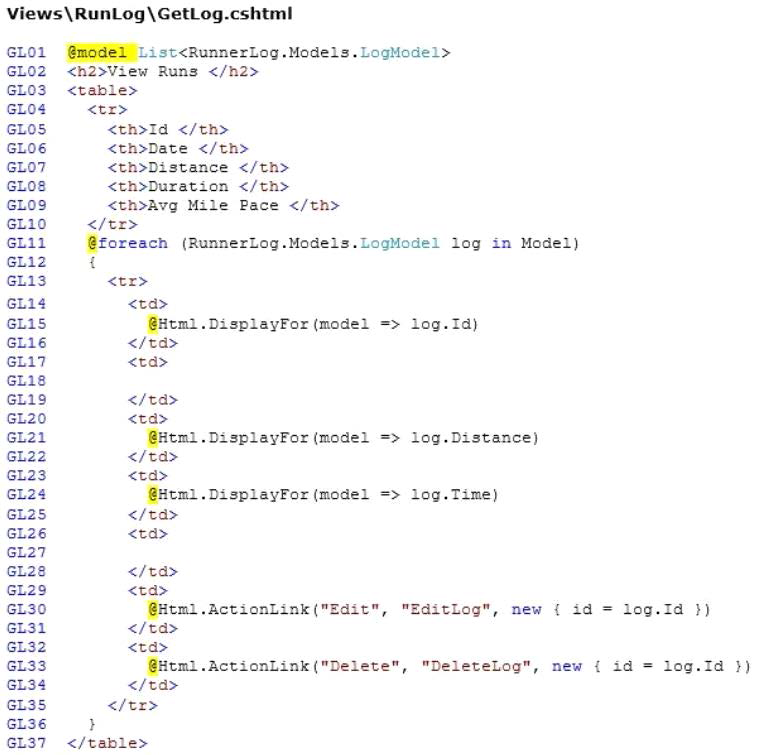 Views\RunLog\GetLog.cshtml
GL01 @model List<RunnerLog.Models.LogModel>
GL02 <h2>View Runs </h2>
GL03 <table>
GL04 <tr>
GL05 <th>Id </th>
GL06 <th>Date </th>
GL07 <th>Distance </th>
GL08 <th>Duration </th>
GL09 <th>Avg Mile Pace </th>
GL10 </tr>
GL11 @foreach (RunnerLog.Models.LogModel log in Model)
GL12 {
GL13 <tr>
GL14 <td>
GL15 @Html.DisplayFor(model => log.Id)
GL16 </td>
GL17 <td>
GL18
GL19 </td>
GL20 <td>
GL21 @Html.DisplayFor(model => log.Distance)
GL22 </td>
GL23 <td>
GL24 @Html.DisplayFor(model => log.Time)
GL25 </td>
GL26 <td>
GL27
GL28 </td>
GL29 <td>
GL30 @Html.ActionLink("Edit", "EditLog", new { id = log.Id })
GL31 </td>
GL32 <td>
GL33 @Html.ActionLink("Delete", "DeleteLog", new { id = log.Id })
GL34 </td>
GL35 </tr>
GL36 }
GL37 </table>